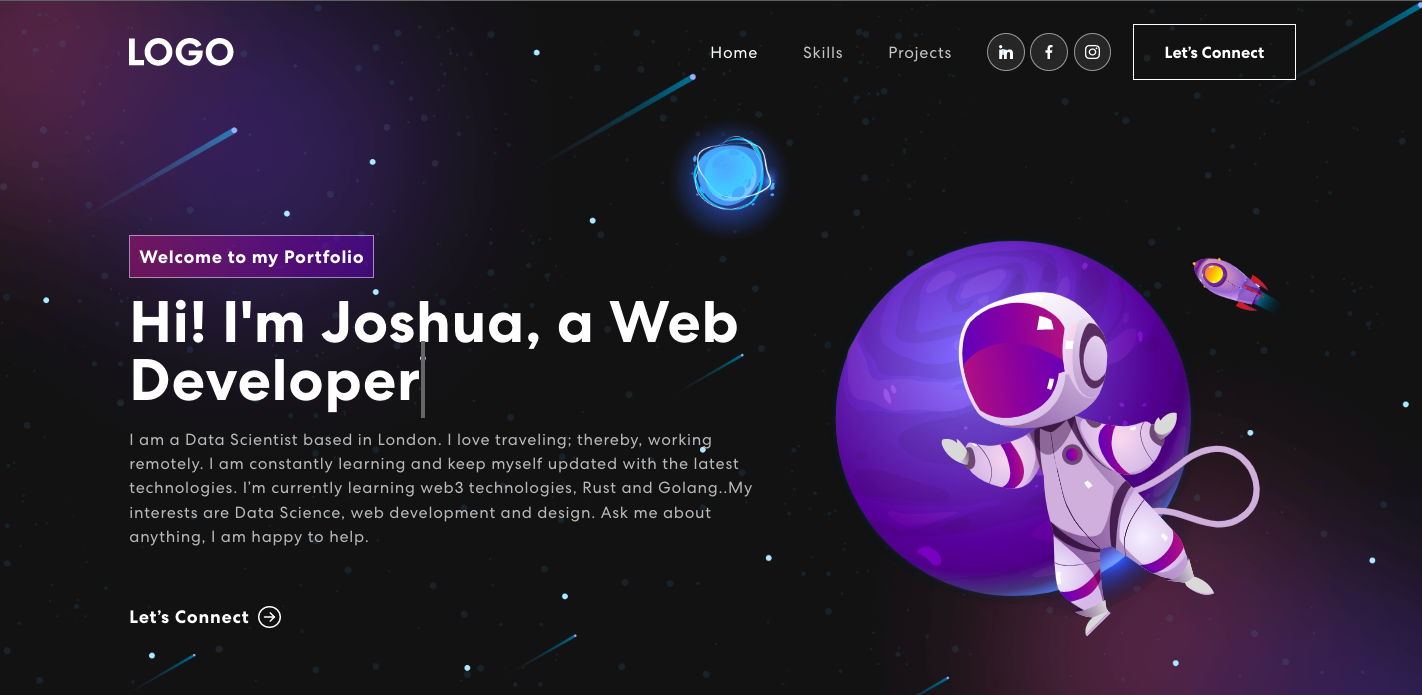 LOGO
Home
Skills
Projects
Let's Connect
Welcome to my Portfolio
Hi! I'm Joshua, a Web
Developer
I am a Data Scientist based in London. I love traveling; thereby, working
remotely. I am constantly learning and keep myself updated with the latest
technologies. I'm currently learning web3 technologies, Rust and Golang..My
interests are Data Science, web development and design. Ask me about
anything, I am happy to help.
Let’s Connect